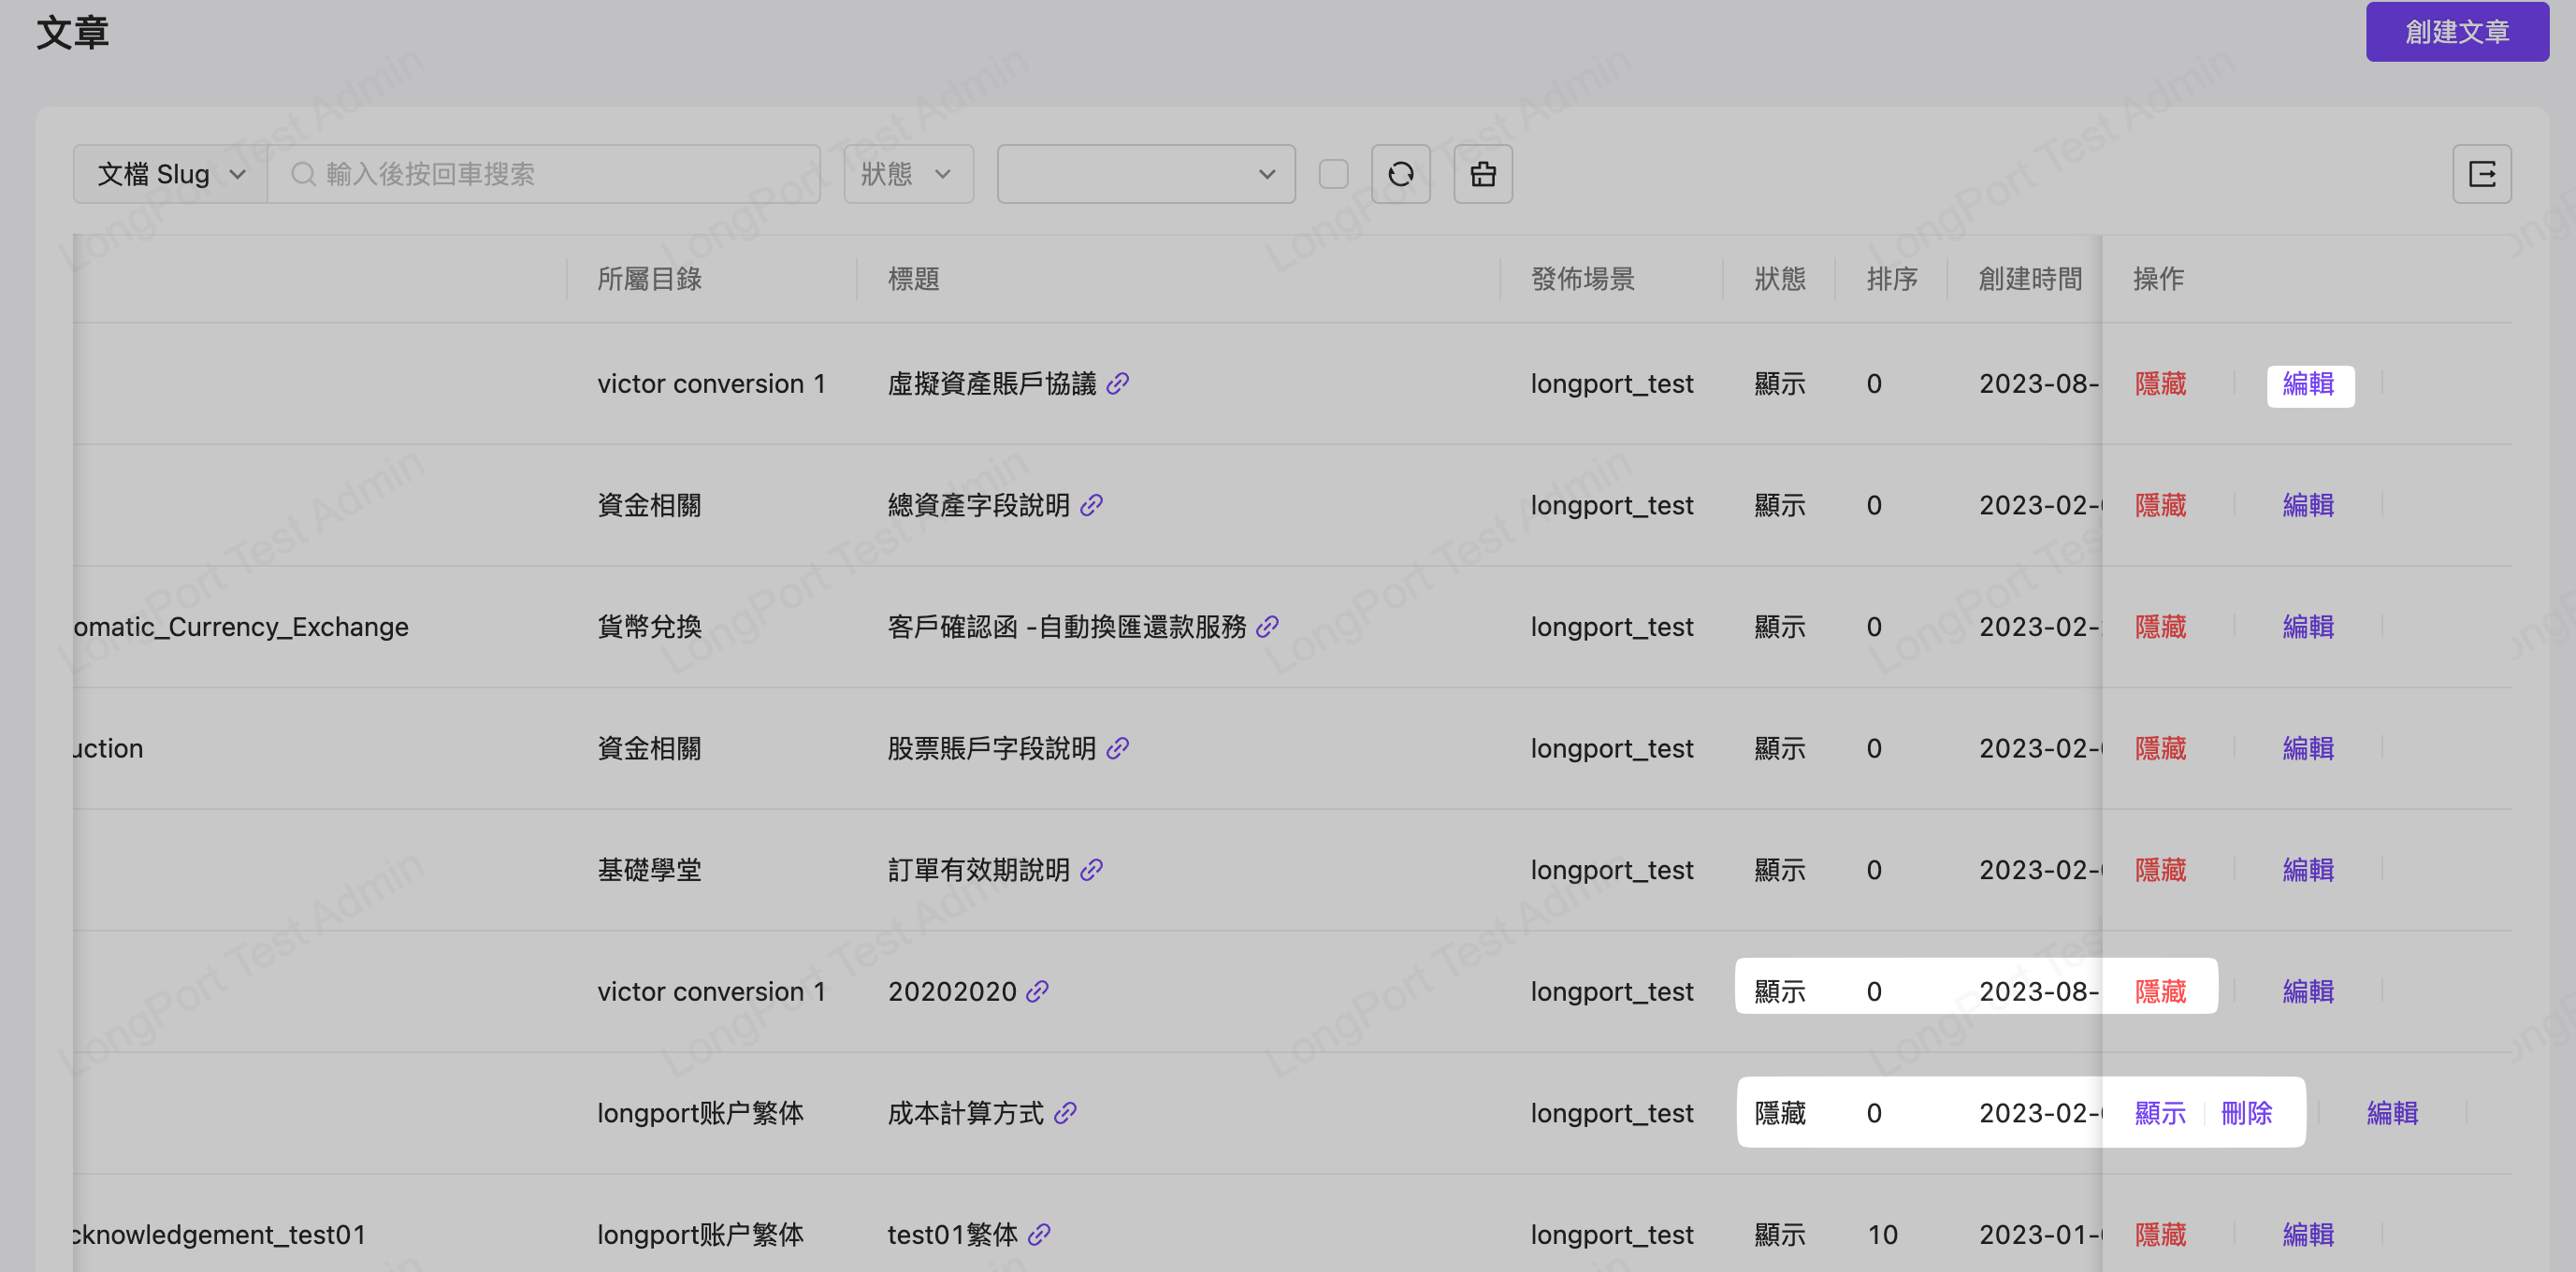 文章
創建文章
文檔 Slug 輸入後按回車搜索 狀態
所屬目錄 標題 發佈場景 狀態 排序 創建時間 操作
victor conversion 1 虛擬資產賬戶協議 longport_test 顯示 0 2023-08- 隱藏 編輯
資金相關 總資產字段說明 longport_test 顯示 0 2023-02- 隱藏 編輯
omatic_Currency_Exchange 貨幣兌換 客戶確認函 -自動換匯還款服務 longport_test 顯示 0 2023-02- 隱藏 編輯
uction 資金相關 股票賬戶字段說明 longport_test 顯示 0 2023-02- 隱藏 編輯
基礎學堂 訂單有效期說明 longport_test 顯示 0 2023-02- 隱藏 編輯
victor conversion 1 20202020 longport_test 顯示 0 2023-08- 隱藏 編輯
longport账户繁体 成本計算方式 longport_test 隱藏 0 2023-02- 顯示 刪除 編輯
cknowledgement_test01 longport账户繁体 test01繁体 longport_test 顯示 10 2023-01- 隱藏 編輯
LongPort Test Admin